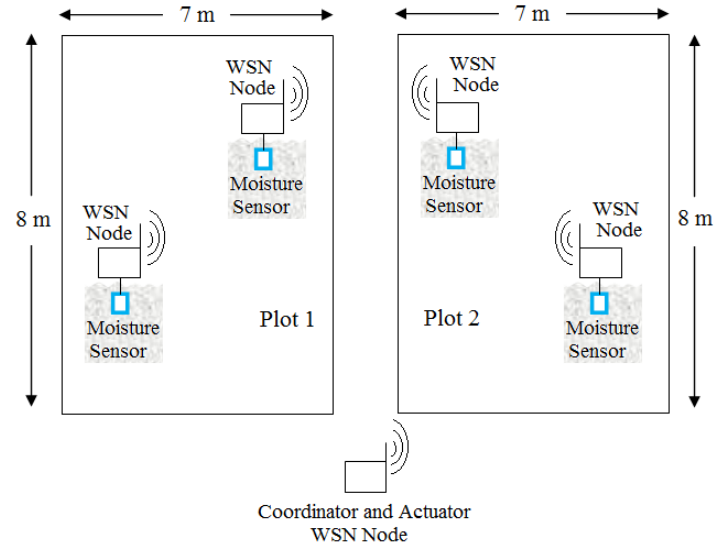 7 m
7 m
WSN
Node
WSN
Node
Moisture
Sensor
Moisture
Sensor
8 m
WSN
Node
WSN
Node
8 m
Moisture
Sensor
Plot 1
Plot 2
Moisture
Sensor
Coordinator and Actuator
WSN Node